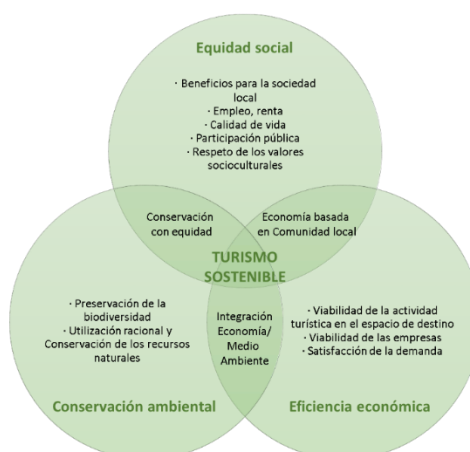 Equidad social
· Beneficios para la sociedad
local
· Empleo, renta
· Calidad de vida
· Participación pública
· Respeto de los valores
socioculturales
Conservación
con equidad
Economía basada
en Comunidad local
TURISMO
SOSTENIBLE
· Preservación de la
biodiversidad
· Utilización racional y
Conservación de los recursos
naturales
Integración
Economía/
Medio
Ambiente
· Viabilidad de la actividad
turística en el espacio de destino
· Viabilidad de las empresas
· Satisfacción de la demanda
Conservación ambiental
Eficiencia económica